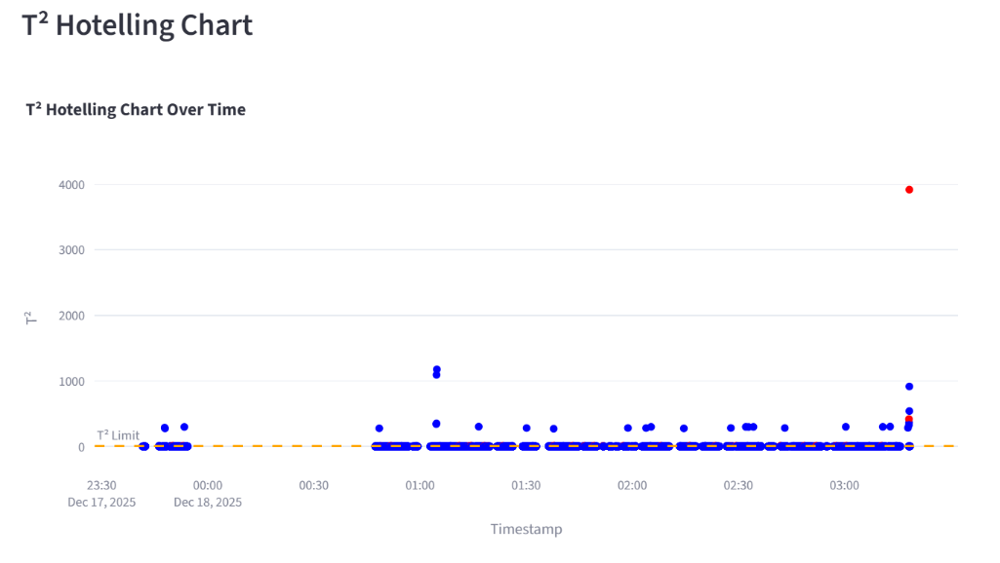 T² Hotelling Chart
T² Hotelling Chart Over Time
4000
3000
2000
1000
0
T² Limit
T²
23:30
Dec 17, 2025
00:00
Dec 18, 2025
00:30
01:00
01:30
02:00
02:30
03:00
Timestamp